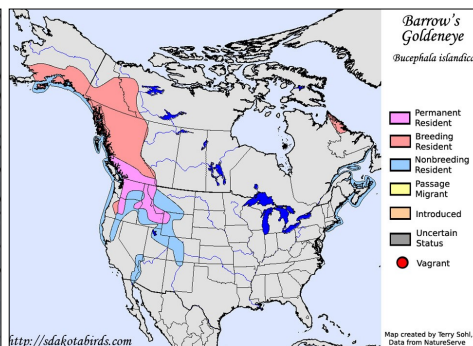 Barrow's
Goldeneye
Bucephala islandica
Permanent
Resident
Breeding
Resident
Nonbreeding
Resident
Passage
Migrant
Introduced
Uncertain
Status
Vagrant
http://sdakotabirds.com
Map created by Terry Sohl,
Data from NatureServe